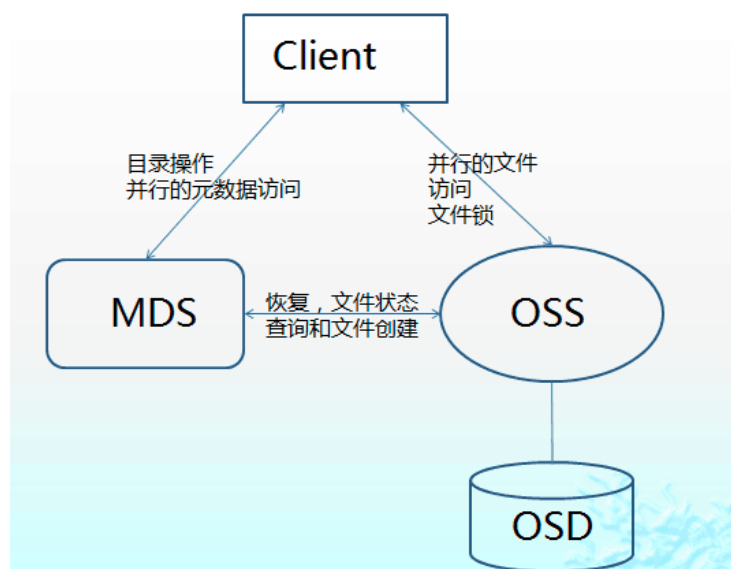 Client
目录操作
并行的元数据访问
并行的文件
访问
文件锁
MDS
恢复，文件状态
查询和文件创建
OSS
OSD